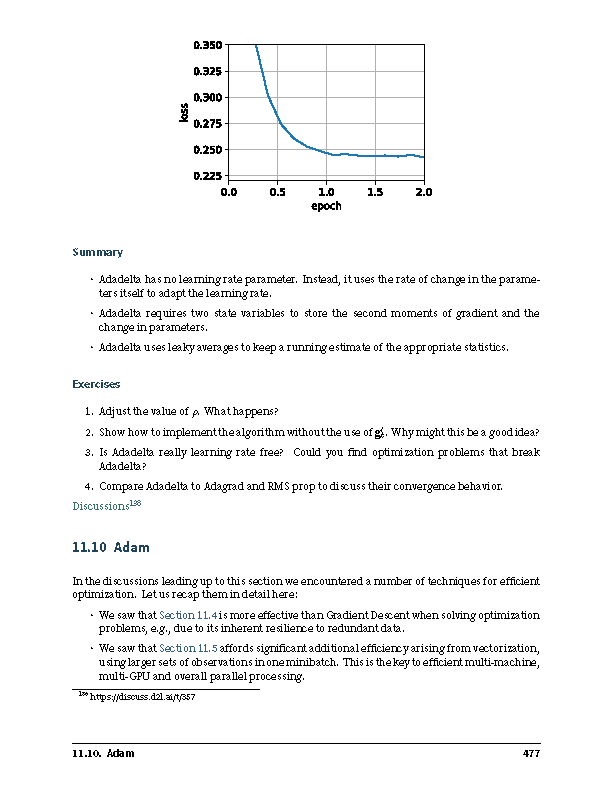 0.350
0.325
0.300
0.275
0.250
0.225
loss
0.0 0.5 1.0 1.5 2.0
epoch
Summary
• Adadelta has no learning rate parameter. Instead, it uses the rate of change in the parame-
ters itself to adapt the learning rate.
• Adadelta requires two state variables to store the second moments of gradient and the
change in parameters.
• Adadelta uses leaky averages to keep a running estimate of the appropriate statistics.
Exercises
1. Adjust the value of ρ. What happens?
2. Show how to implement the algorithm without the use of g′ₜ. Why might this be a good idea?
3. Is Adadelta really learning rate free? Could you find optimization problems that break
Adadelta?
4. Compare Adadelta to Adagrad and RMS prop to discuss their convergence behavior.
Discussions¹³⁸
11.10 Adam
In the discussions leading up to this section we encountered a number of techniques for efficient
optimization. Let us recap them in detail here:
• We saw that Section 11.4 is more effective than Gradient Descent when solving optimization
problems, e.g., due to its inherent resilience to redundant data.
• We saw that Section 11.5 affords significant additional efficiency arising from vectorization,
using larger sets of observations in one minibatch. This is the key to efficient multi-machine,
multi-GPU and overall parallel processing.
¹³⁸ https://discuss.d2l.ai/t/357
11.10. Adam 477